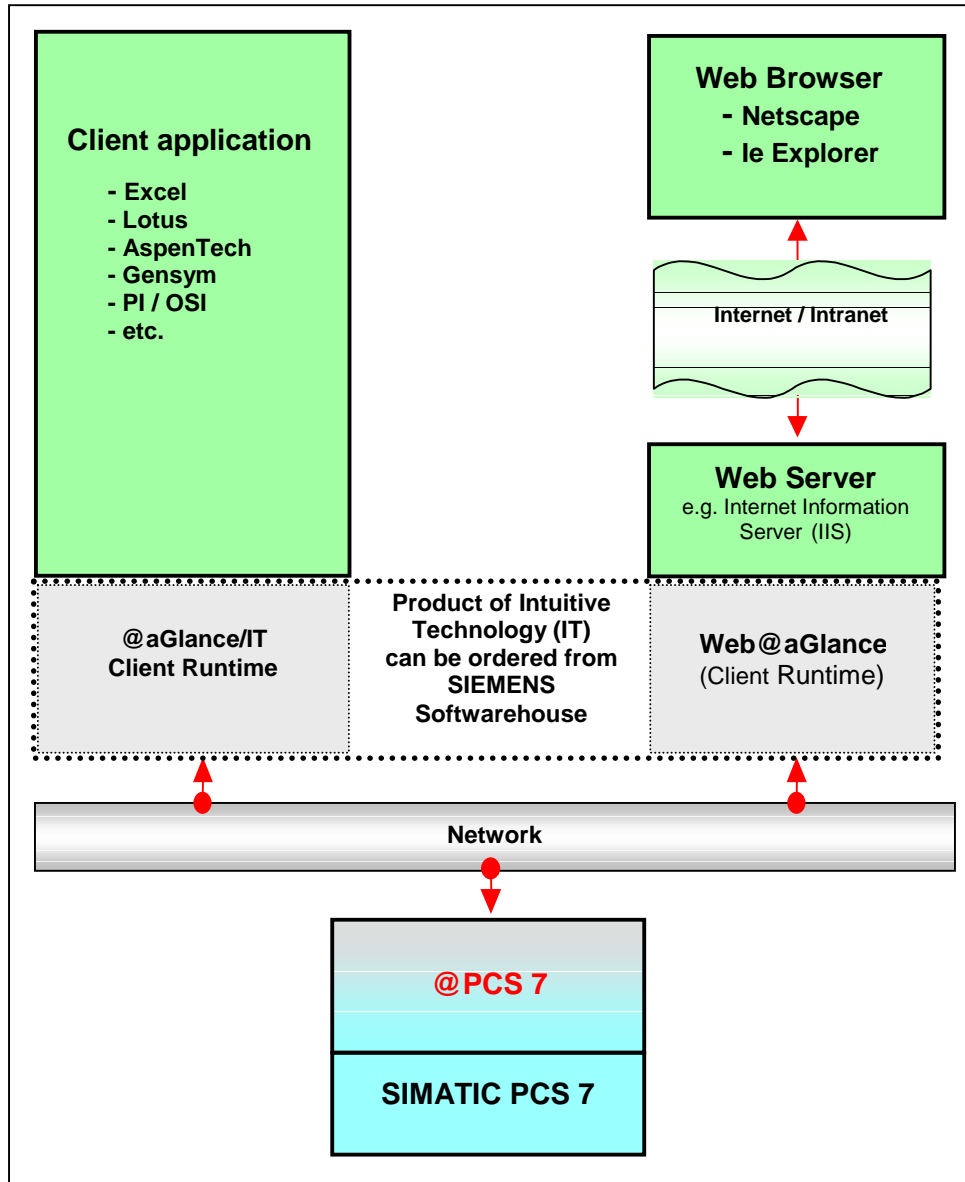 Client application
- Excel
- Lotus
- AspenTech
- Gensym
- PI / OSI
- etc.
Web Browser
- Netscape
- Ie Explorer
Internet / Intranet
Web Server
e.g. Internet Information
Server (IIS)
@aGlance/IT
Client Runtime
Product of Intuitive
Technology (IT)
can be ordered from
SIEMENS
Softwarehouse
Web@aGlance
(Client Runtime)
Network
@PCS 7
SIMATIC PCS 7